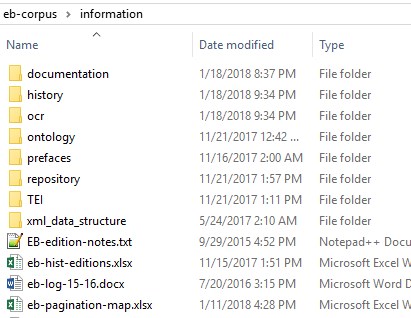 eb-corpus › information
Name Date modified Type
documentation 1/18/2018 8:37 PM File folder
history 1/18/2018 9:34 PM File folder
ocr 1/18/2018 9:34 PM File folder
ontology 11/21/2017 12:42 ... File folder
prefaces 11/16/2017 2:00 AM File folder
repository 11/21/2017 1:57 PM File folder
TEI 11/21/2017 1:11 PM File folder
xml_data_structure 5/24/2017 2:10 AM File folder
EB-edition-notes.txt 9/29/2015 4:52 PM Notepad++ Docu
eb-hist-editions.xlsx 11/15/2017 1:51 PM Microsoft Excel W
eb-log-15-16.docx 7/20/2016 3:15 PM Microsoft Word D
eb-pagination-map.xlsx 1/11/2018 4:28 PM Microsoft Excel W